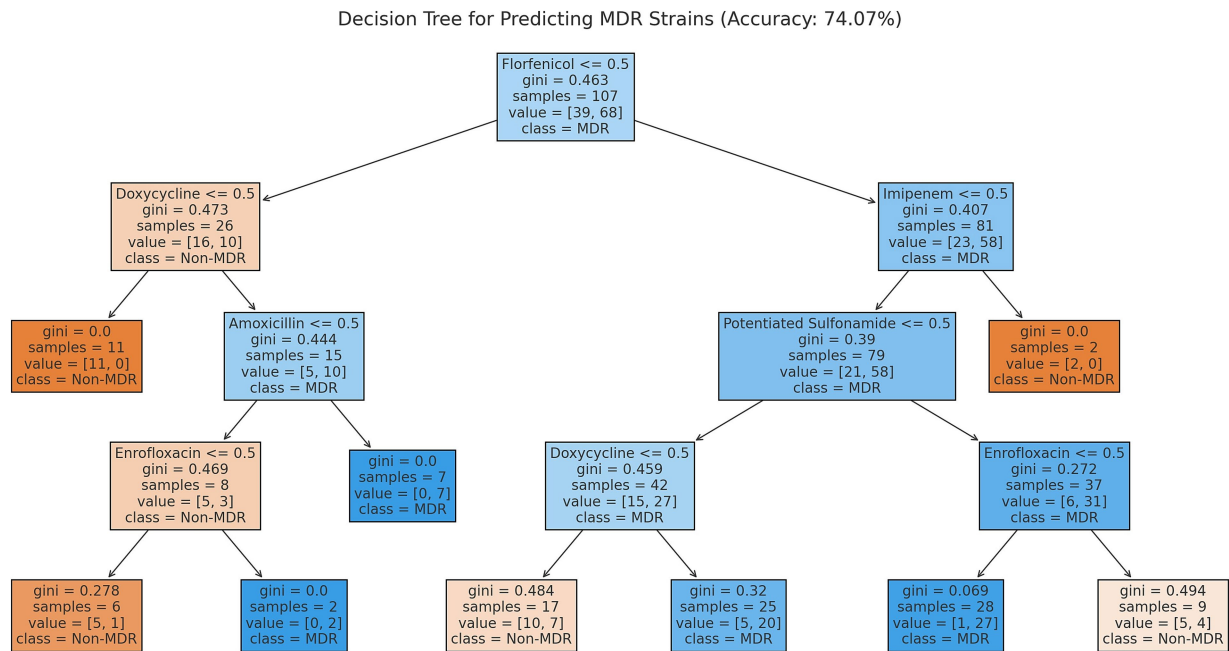 Decision Tree for Predicting MDR Strains (Accuracy: 74.07%)
Florfenicol <= 0.5
gini = 0.463
samples = 107
value = [39, 68]
class = MDR
Doxycycline <= 0.5
gini = 0.473
samples = 26
value = [16, 10]
class = Non-MDR
Imipenem <= 0.5
gini = 0.407
samples = 81
value = [23, 58]
class = MDR
gini = 0.0
samples = 11
value = [11, 0]
class = Non-MDR
Amoxicillin <= 0.5
gini = 0.444
samples = 15
value = [5, 10]
class = MDR
Potentiated Sulfonamide <= 0.5
gini = 0.39
samples = 79
value = [21, 58]
class = MDR
gini = 0.0
samples = 2
value = [2, 0]
class = Non-MDR
Enrofloxacin <= 0.5
gini = 0.469
samples = 8
value = [5, 3]
class = Non-MDR
gini = 0.0
samples = 7
value = [0, 7]
class = MDR
Doxycycline <= 0.5
gini = 0.459
samples = 42
value = [15, 27]
class = MDR
Enrofloxacin <= 0.5
gini = 0.272
samples = 37
value = [6, 31]
class = MDR
gini = 0.278
samples = 6
value = [5, 1]
class = Non-MDR
gini = 0.0
samples = 2
value = [0, 2]
class = MDR
gini = 0.484
samples = 17
value = [10, 7]
class = Non-MDR
gini = 0.32
samples = 25
value = [5, 20]
class = MDR
gini = 0.069
samples = 28
value = [1, 27]
class = MDR
gini = 0.494
samples = 9
value = [5, 4]
class = Non-MDR